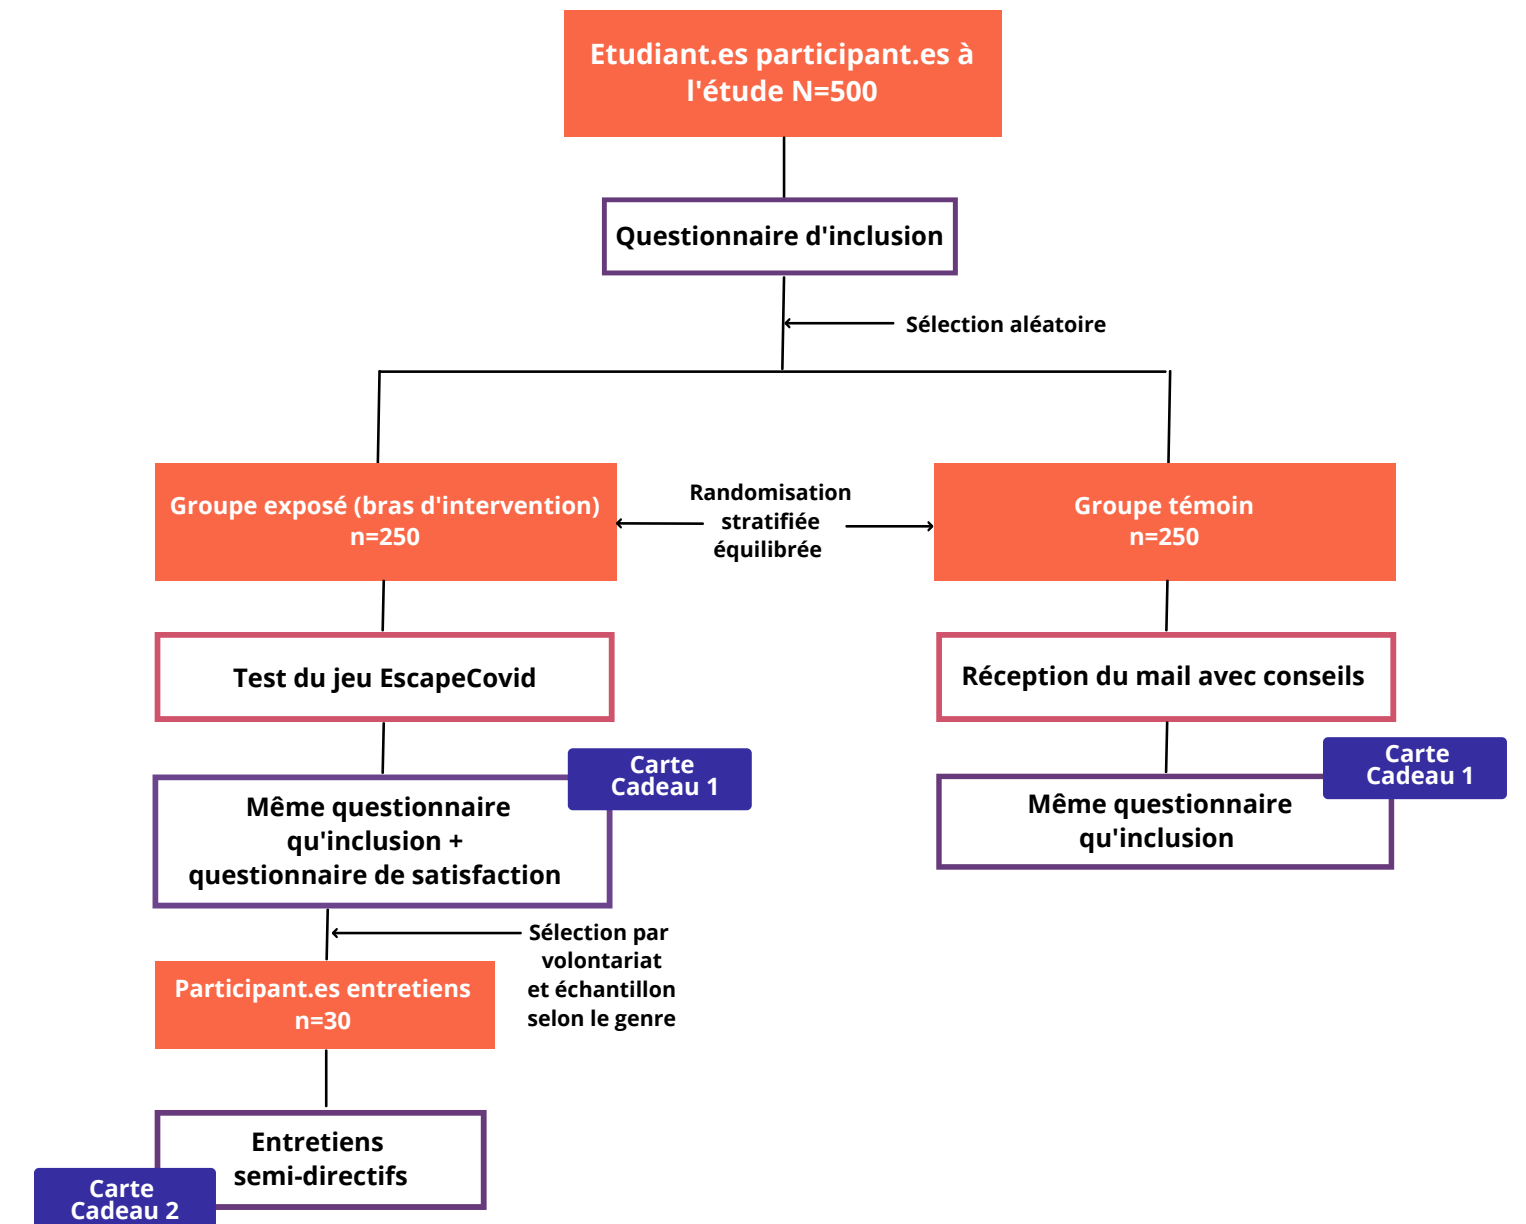 Etudiant.es participant.es à
l'étude N=500
Questionnaire d'inclusion
Sélection aléatoire
Groupe exposé (bras d'intervention)
n=250
Randomisation
stratifiée
équilibrée
Groupe témoin
n=250
Test du jeu EscapeCovid
Réception du mail avec conseils
Carte
Cadeau 1
Même questionnaire
qu'inclusion +
questionnaire de satisfaction
Carte
Cadeau 1
Même questionnaire
qu'inclusion
Sélection par
volontariat
et échantillon
selon le genre
Participant.es entretiens
n=30
Entretiens
semi-directifs
Carte
Cadeau 2